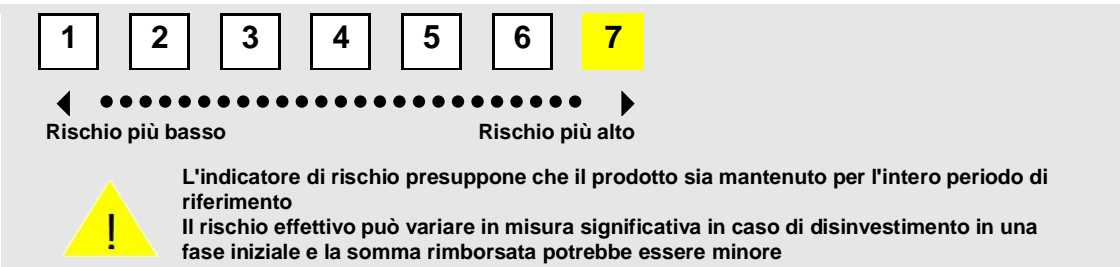 1 2 3 4 5 6 7
Rischio più basso Rischio più alto
L'indicatore di rischio presuppone che il prodotto sia mantenuto per l'intero periodo di
riferimento
Il rischio effettivo può variare in misura significativa in caso di disinvestimento in una
fase iniziale e la somma rimborsata potrebbe essere minore
!